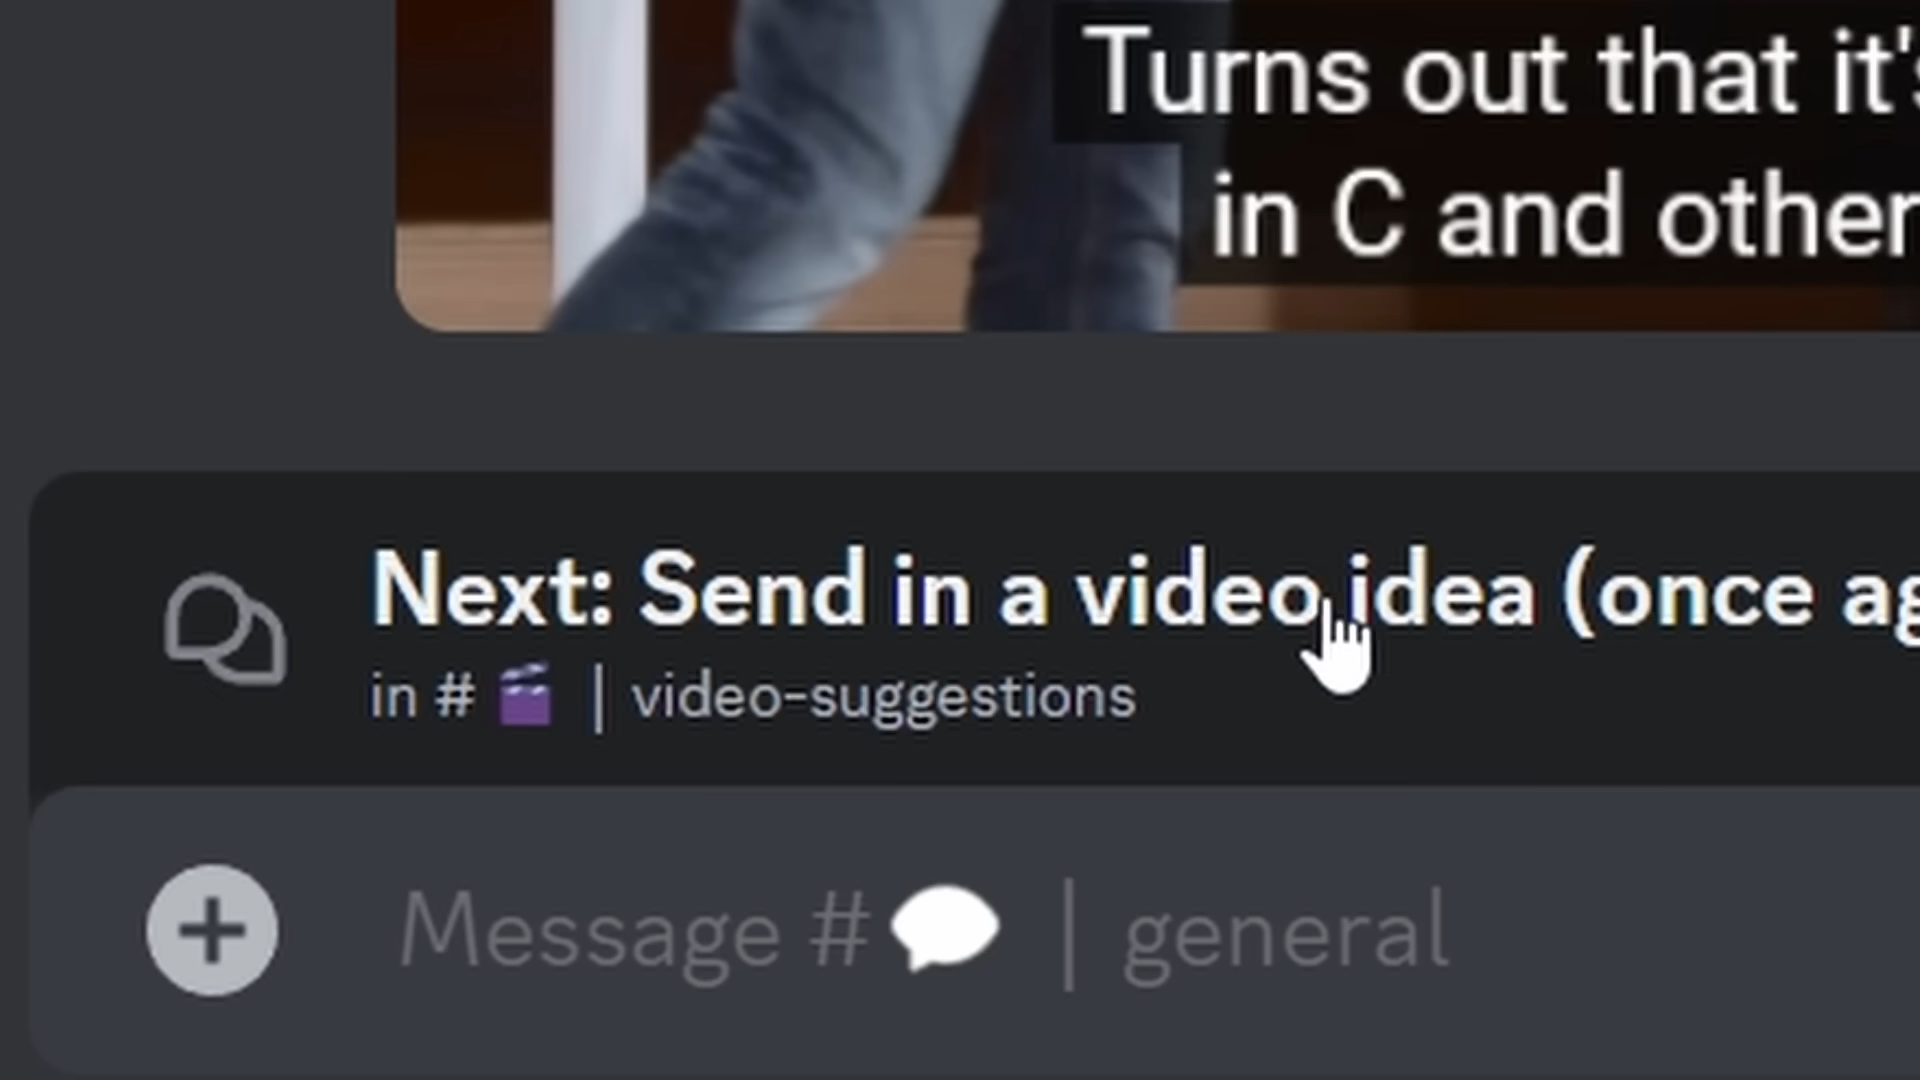 Turns out that it's
in C and other
Next: Send in a video idea (once ag
in # 🎬 | video-suggestions
Message #💬 | general